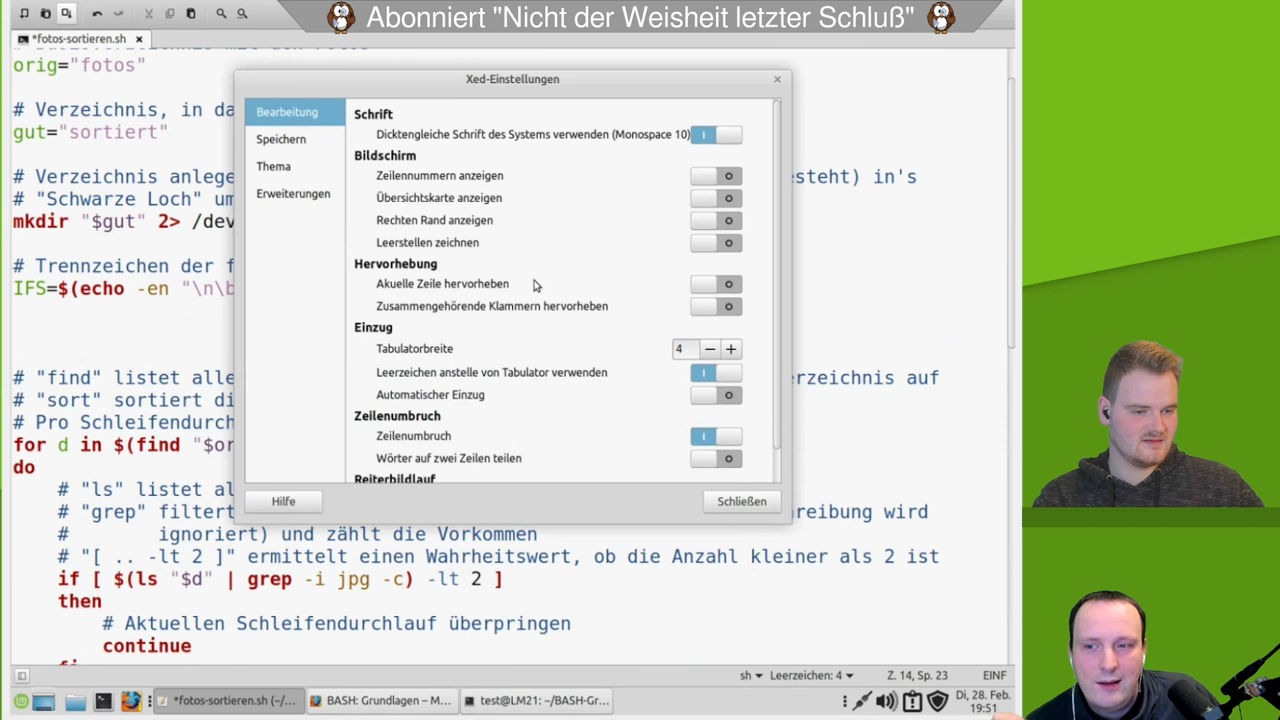 Abonniert "Nicht der Weisheit letzter Schluß"
*fotos-sortieren.sh ×
orig="fotos"
# Verzeichnis, in da
gut="sortiert"
# Verzeichnis anlege
esteht) in's
# "Schwarze Loch" um
mkdir "$gut" 2> /dev
# Trennzeichen der f
IFS=$(echo -en "\n\b
# "find" listet alle
erzeichnis auf
# "sort" sortiert di
# Pro Schleifendurch
for d in $(find "$or
do
# "ls" listet al
# "grep" filtert
reibung wird
# ignoriert) und zählt die Vorkommen
# "[ .. -lt 2 ]" ermittelt einen Wahrheitswert, ob die Anzahl kleiner als 2 ist
if [ $(ls "$d" | grep -i jpg -c) -lt 2 ]
then
# Aktuellen Schleifendurchlauf überpringen
continue
Xed-Einstellungen ×
Bearbeitung
Speichern
Thema
Erweiterungen
Schrift
Dicktengleiche Schrift des Systems verwenden (Monospace 10)
Bildschirm
Zeilennummern anzeigen
Übersichtskarte anzeigen
Rechten Rand anzeigen
Leerstellen zeichnen
Hervorhebung
Akuelle Zeile hervorheben
Zusammengehörende Klammern hervorheben
Einzug
Tabulatorbreite 4 − +
Leerzeichen anstelle von Tabulator verwenden
Automatischer Einzug
Zeilenumbruch
Zeilenumbruch
Wörter auf zwei Zeilen teilen
Reiterbildlauf
Hilfe
Schließen
sh Leerzeichen: 4 Z. 14, Sp. 23 EINF
*fotos-sortieren.sh (~/...
BASH: Grundlagen – M...
test@LM21: ~/BASH-Gr...
Di, 28. Feb.
19:51